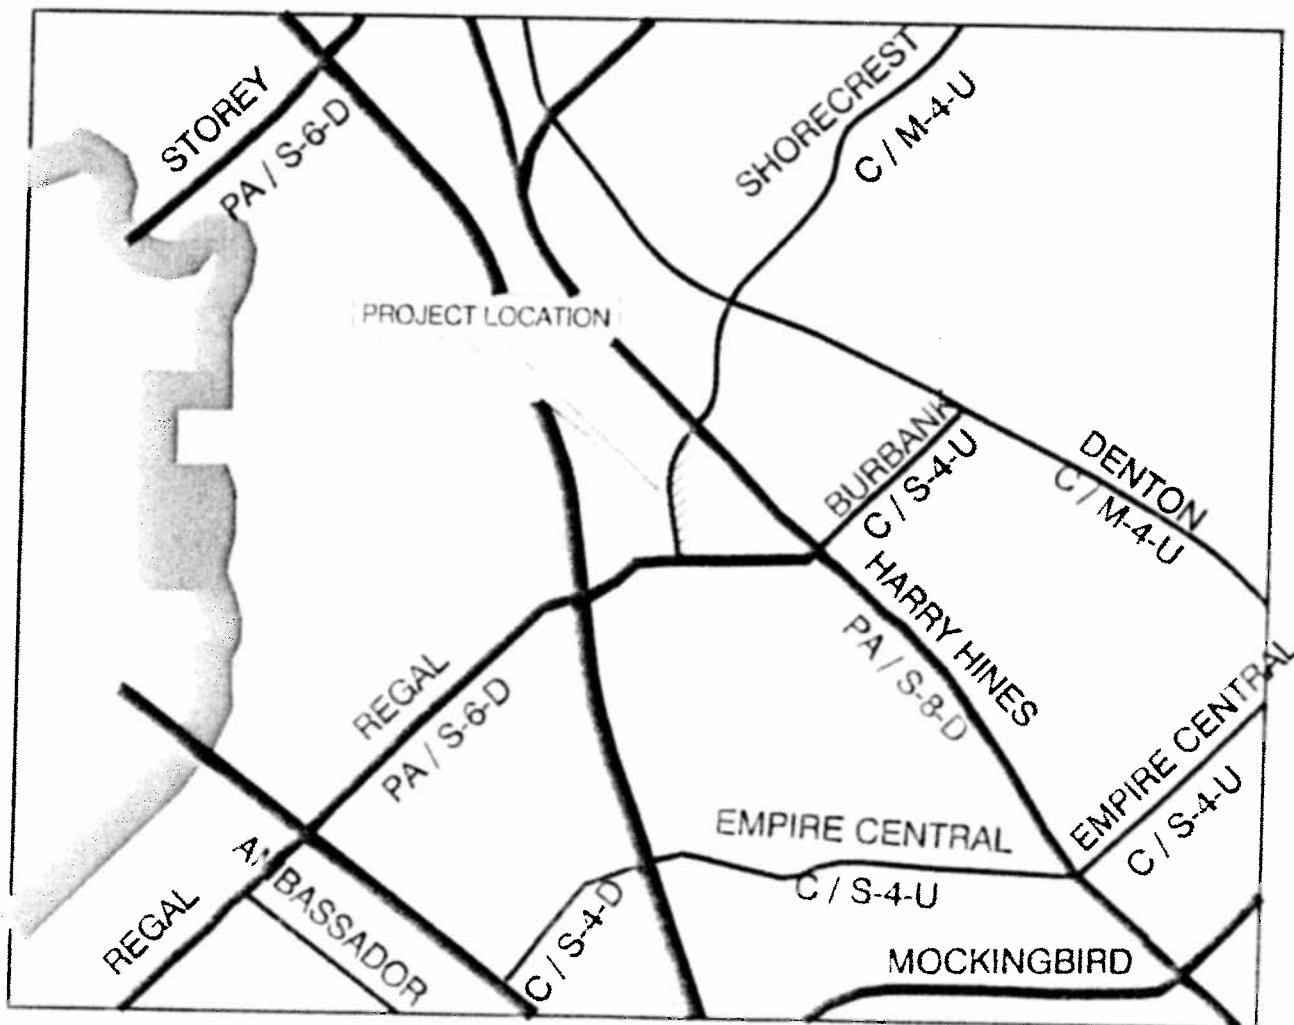 STOREY
PA / S-6-D
SHORECREST
C / M-4-U
PROJECT LOCATION
BURBANK
C / S-4-U
DENTON
C / M-4-U
HARRY HINES
PA / S-8-D
REGAL
PA / S-6-D
EMPIRE CENTRAL
C / S-4-U
EMPIRE CENTRAL
C / S-4-U
AMBASSADOR
REGAL
C / S-4-D
MOCKINGBIRD